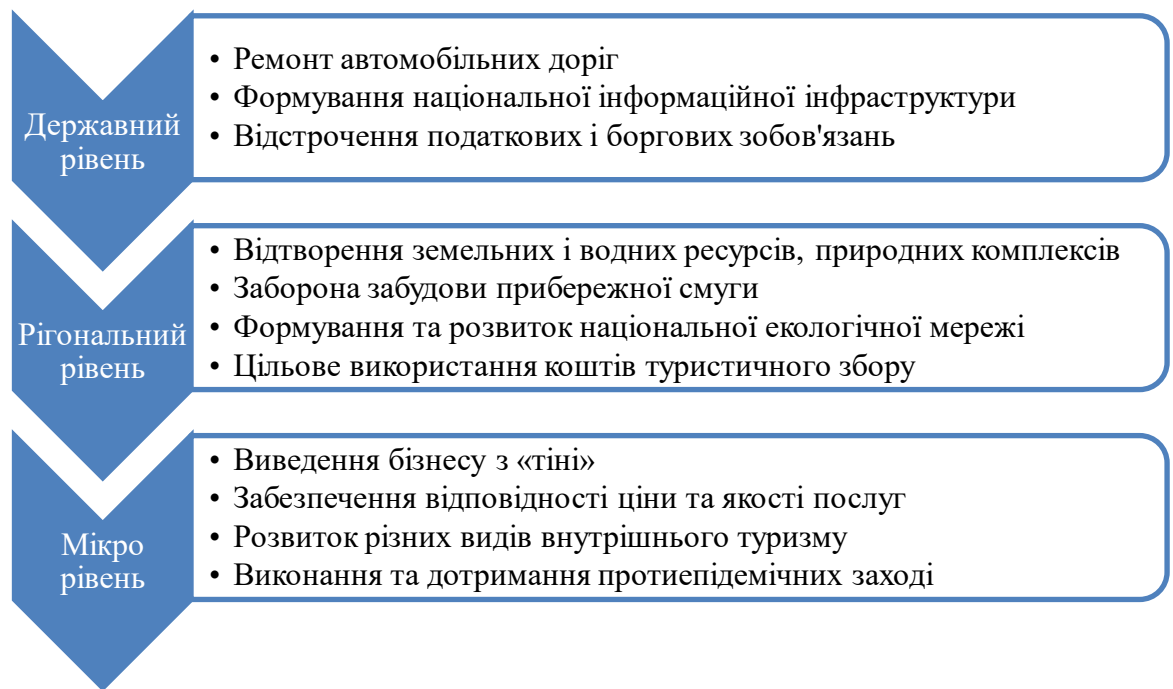 Державний
рівень
• Ремонт автомобільних доріг
• Формування національної інформаційної інфраструктури
• Відстрочення податкових і боргових зобов'язань
Рігональний
рівень
• Відтворення земельних і водних ресурсів, природних комплексів
• Заборона забудови прибережної смуги
• Формування та розвиток національної екологічної мережі
• Цільове використання коштів туристичного збору
Мікро
рівень
• Виведення бізнесу з «тіні»
• Забезпечення відповідності ціни та якості послуг
• Розвиток різних видів внутрішнього туризму
• Виконання та дотримання протиепідемічних заході